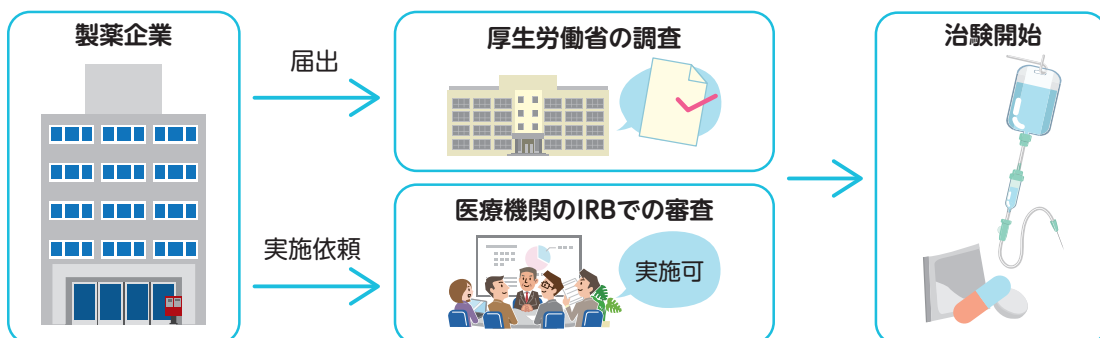 製薬企業
届出
厚生労働省の調査
実施依頼
医療機関のIRBでの審査
実施可
治験開始